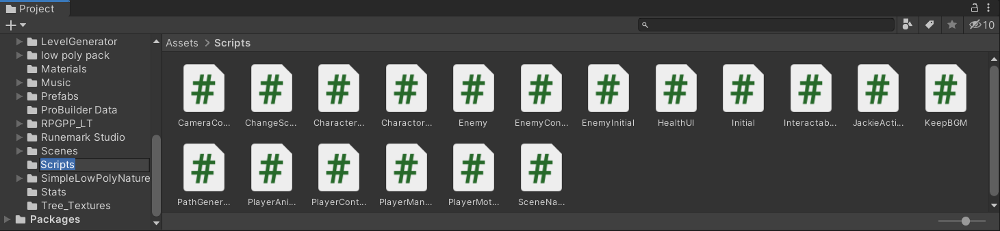 Project
10
LevelGenerator
low poly pack
Materials
Music
Prefabs
ProBuilder Data
RPGPP_LT
Runemark Studio
Scenes
Scripts
SimpleLowPolyNature
Stats
Tree_Textures
Packages
Assets > Scripts
# # # # # # # # # # # #
CameraCo... ChangeSc... Character... Charactor... Enemy EnemyCon... EnemyInitial HealthUI Initial Interactab... JackieActi... KeepBGM
# # # # # #
PathGener... PlayerAni... PlayerCont... PlayerMan... PlayerMot... SceneNa...